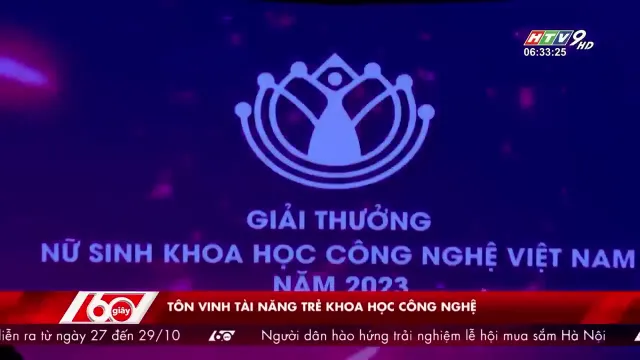 HTV9 HD
06:33:25
GIẢI THƯỞNG
NỮ SINH KHOA HỌC CÔNG NGHỆ VIỆT NAM
NĂM 2023
60 giây
TÔN VINH TÀI NĂNG TRẺ KHOA HỌC CÔNG NGHỆ
diễn ra từ ngày 27 đến 29/10 60 Người dân hào hứng trải nghiệm lễ hội mua sắm Hà Nội